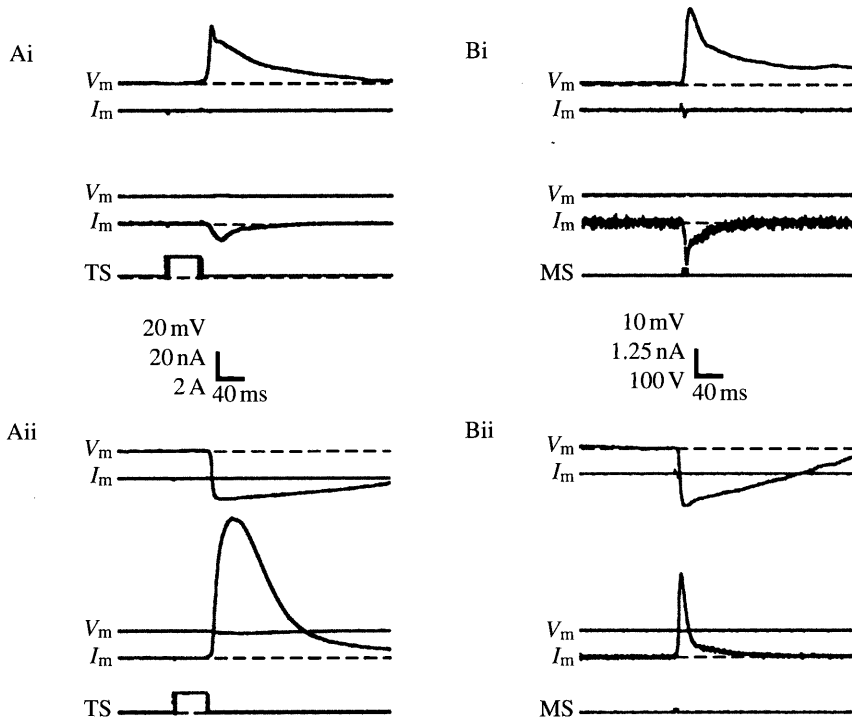 Ai
Vm
Im
Vm
Im
TS
20 mV
20 nA
2 A
40 ms
Bi
Vm
Im
Vm
Im
MS
10 mV
1.25 nA
100 V
40 ms
Aii
Vm
Im
Vm
Im
TS
Bii
Vm
Im
Vm
Im
MS